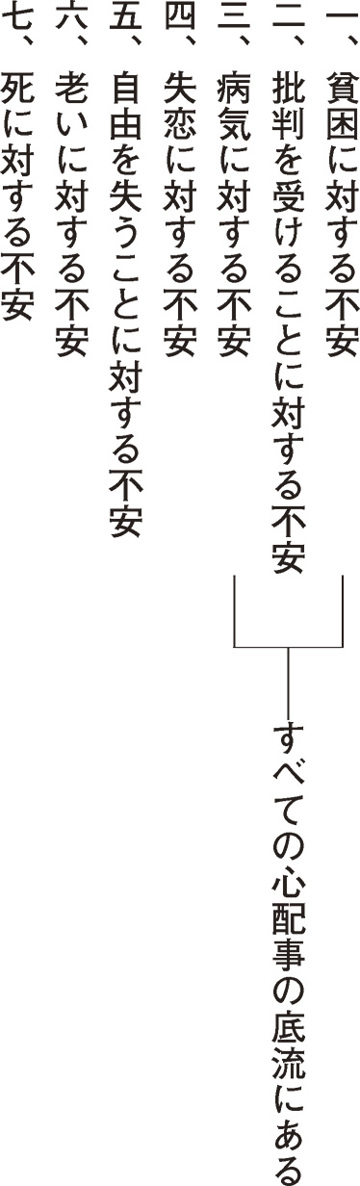 一、貧困に対する不安
二、批判を受けることに対する不安
三、病気に対する不安
すべての心配事の底流にある
四、失恋に対する不安
五、自由を失うことに対する不安
六、老いに対する不安
七、死に対する不安